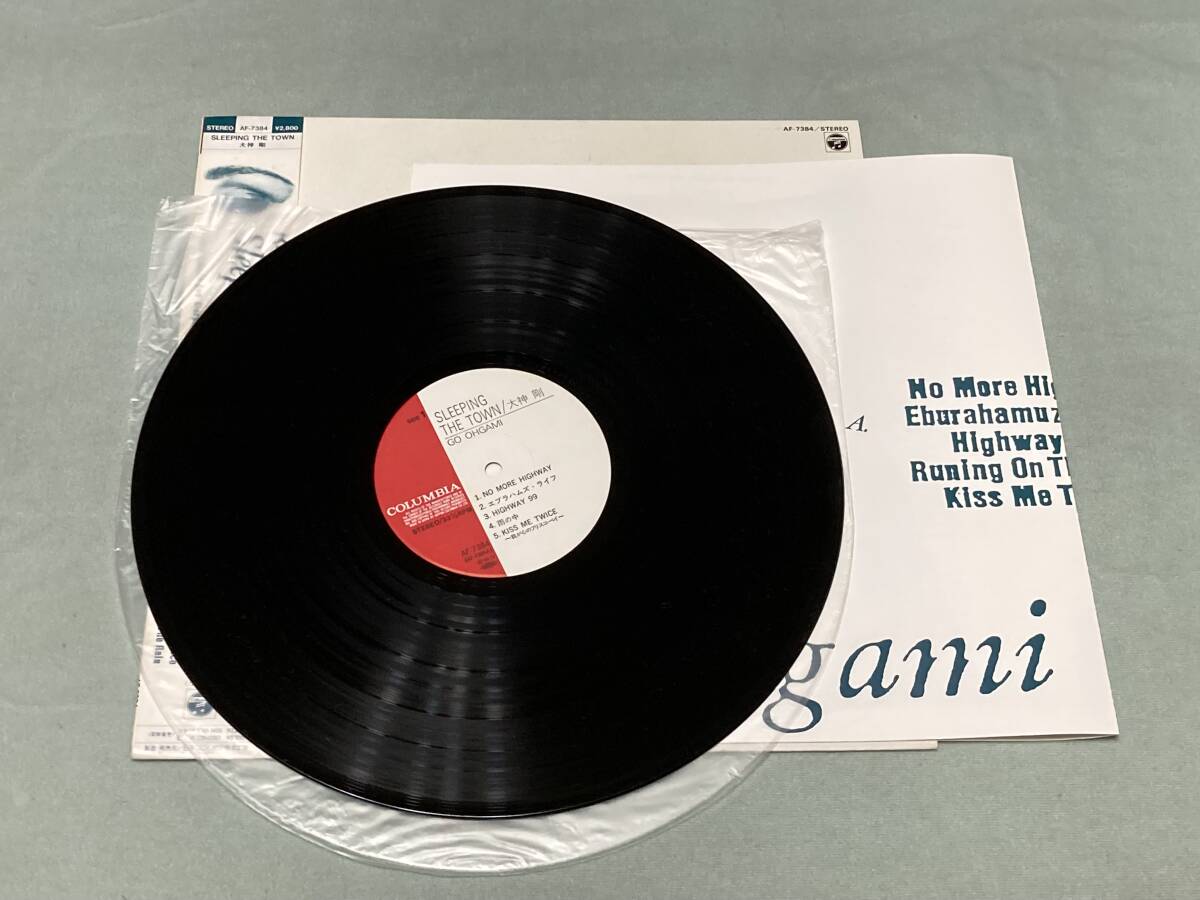 STEREO AF-7384 ¥2,800
SLEEPING THE TOWN
大神 剛
AF-7384/STEREO
SLEEPING
THE TOWN/大神 剛
GO OHGAMI
1. NO MORE HIGHWAY
2. エブラハムズ・ライフ
3. HIGHWAY 99
4. 雨の中
5. KISS ME TWICE
COLUMBIA
AF-7384
A.
No More Hig
Eburahamuz
Highway
Runing On T
Kiss Me T
gami